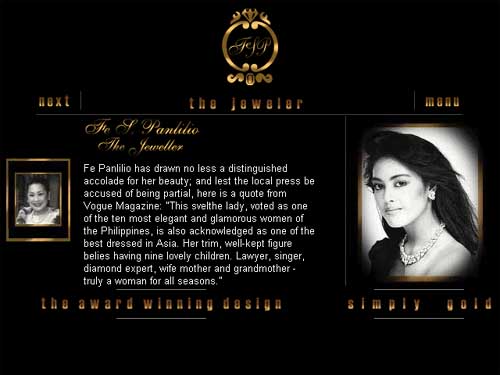 FSP
next
the jeweler
menu
Fe S. Panlilio
The Jeweller
Fe Panlilio has drawn no less a distinguished
accolade for her beauty; and lest the local press be
accused of being partial, here is a quote from
Vogue Magazine: "This svelthe lady, voted as one
of the ten most elegant and glamorous women of
the Philippines, is also acknowledged as one of the
best dressed in Asia. Her trim, well-kept figure
belies having nine lovely children. Lawyer, singer,
diamond expert, wife mother and grandmother -
truly a woman for all seasons."
the award winning design
simply gold